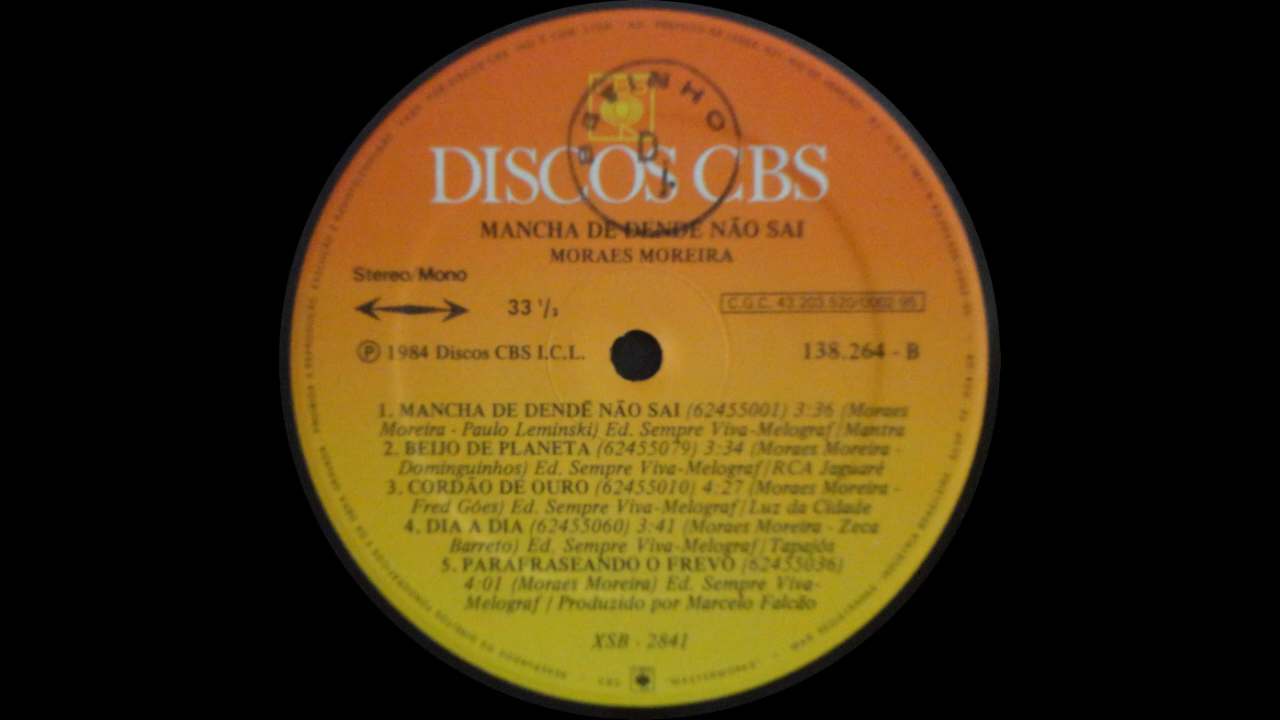 ESVINHO
DJ
DISCOS CBS
MANCHA DE DENDÊ NÃO SAI
MORAES MOREIRA
Stereo/Mono
33 1/3
C.G.C. 43.203.520/0002-95
Ⓟ 1984 Discos CBS I.C.L.
138.264 - B
1. MANCHA DE DENDÊ NÃO SAI (62455001) 3:36 (Moraes
Moreira - Paulo Leminski) Ed. Sempre Viva-Melograf/Mantra
2. BEIJO DE PLANETA (62455079) 3:34 (Moraes Moreira -
Dominguinhos) Ed. Sempre Viva-Melograf/RCA Jaguaré
3. CORDÃO DE OURO (62455010) 4:27 (Moraes Moreira -
Fred Góes) Ed. Sempre Viva-Melograf/Luz da Cidade
4. DIA A DIA (62455060) 3:41 (Moraes Moreira - Zeca
Barreto) Ed. Sempre Viva-Melograf/Tapajós
5. PARAFRASEANDO O FREVO (62455036)
4:01 (Moraes Moreira) Ed. Sempre Viva-
Melograf / Produzido por Marcelo Falcão
XSB - 2841
CBS "MASTERWORKS"